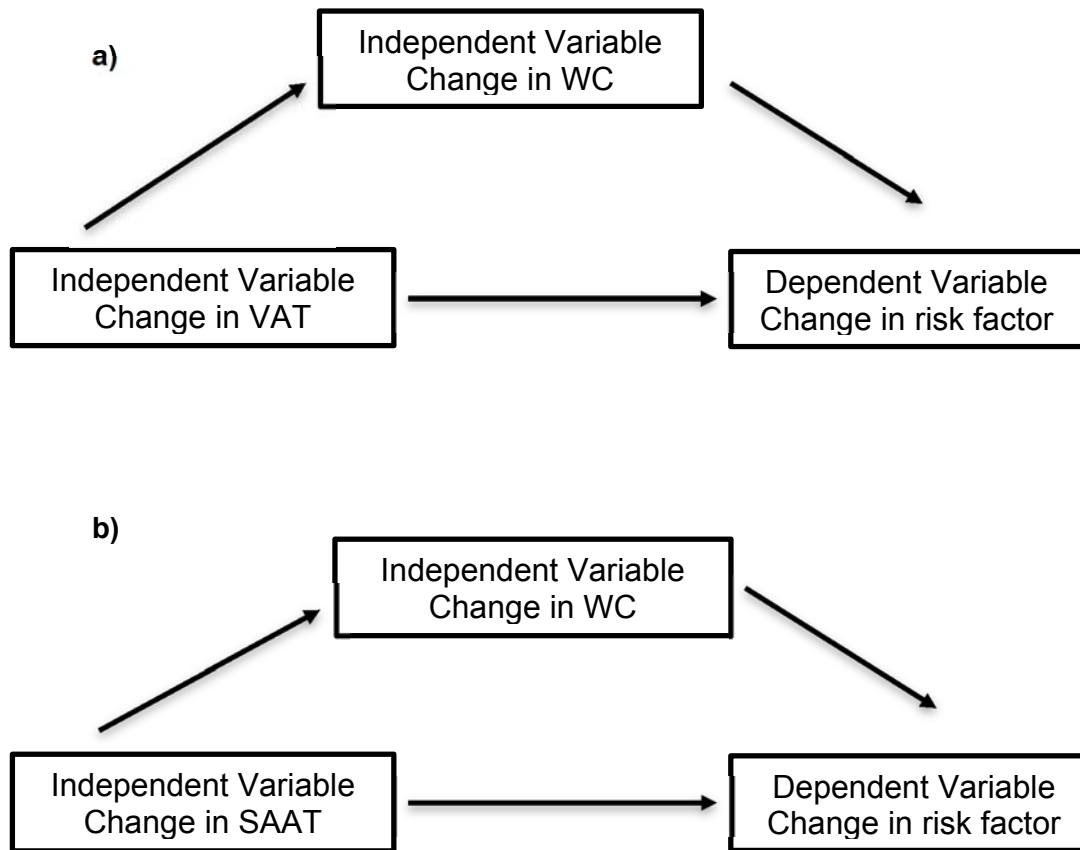 a)
Independent Variable
Change in WC
Independent Variable
Change in VAT
Dependent Variable
Change in risk factor
b)
Independent Variable
Change in WC
Independent Variable
Change in SAAT
Dependent Variable
Change in risk factor